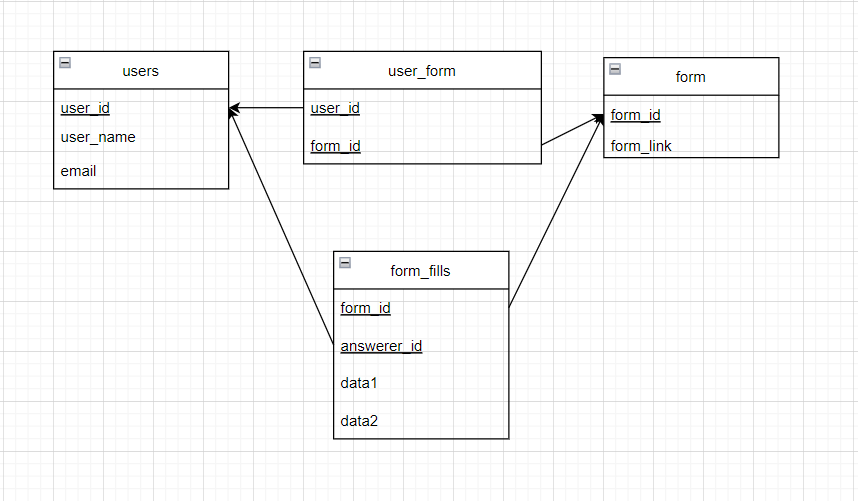 users
user_id
user_name
email
user_form
user_id
form_id
form
form_id
form_link
form_fills
form_id
answerer_id
data1
data2